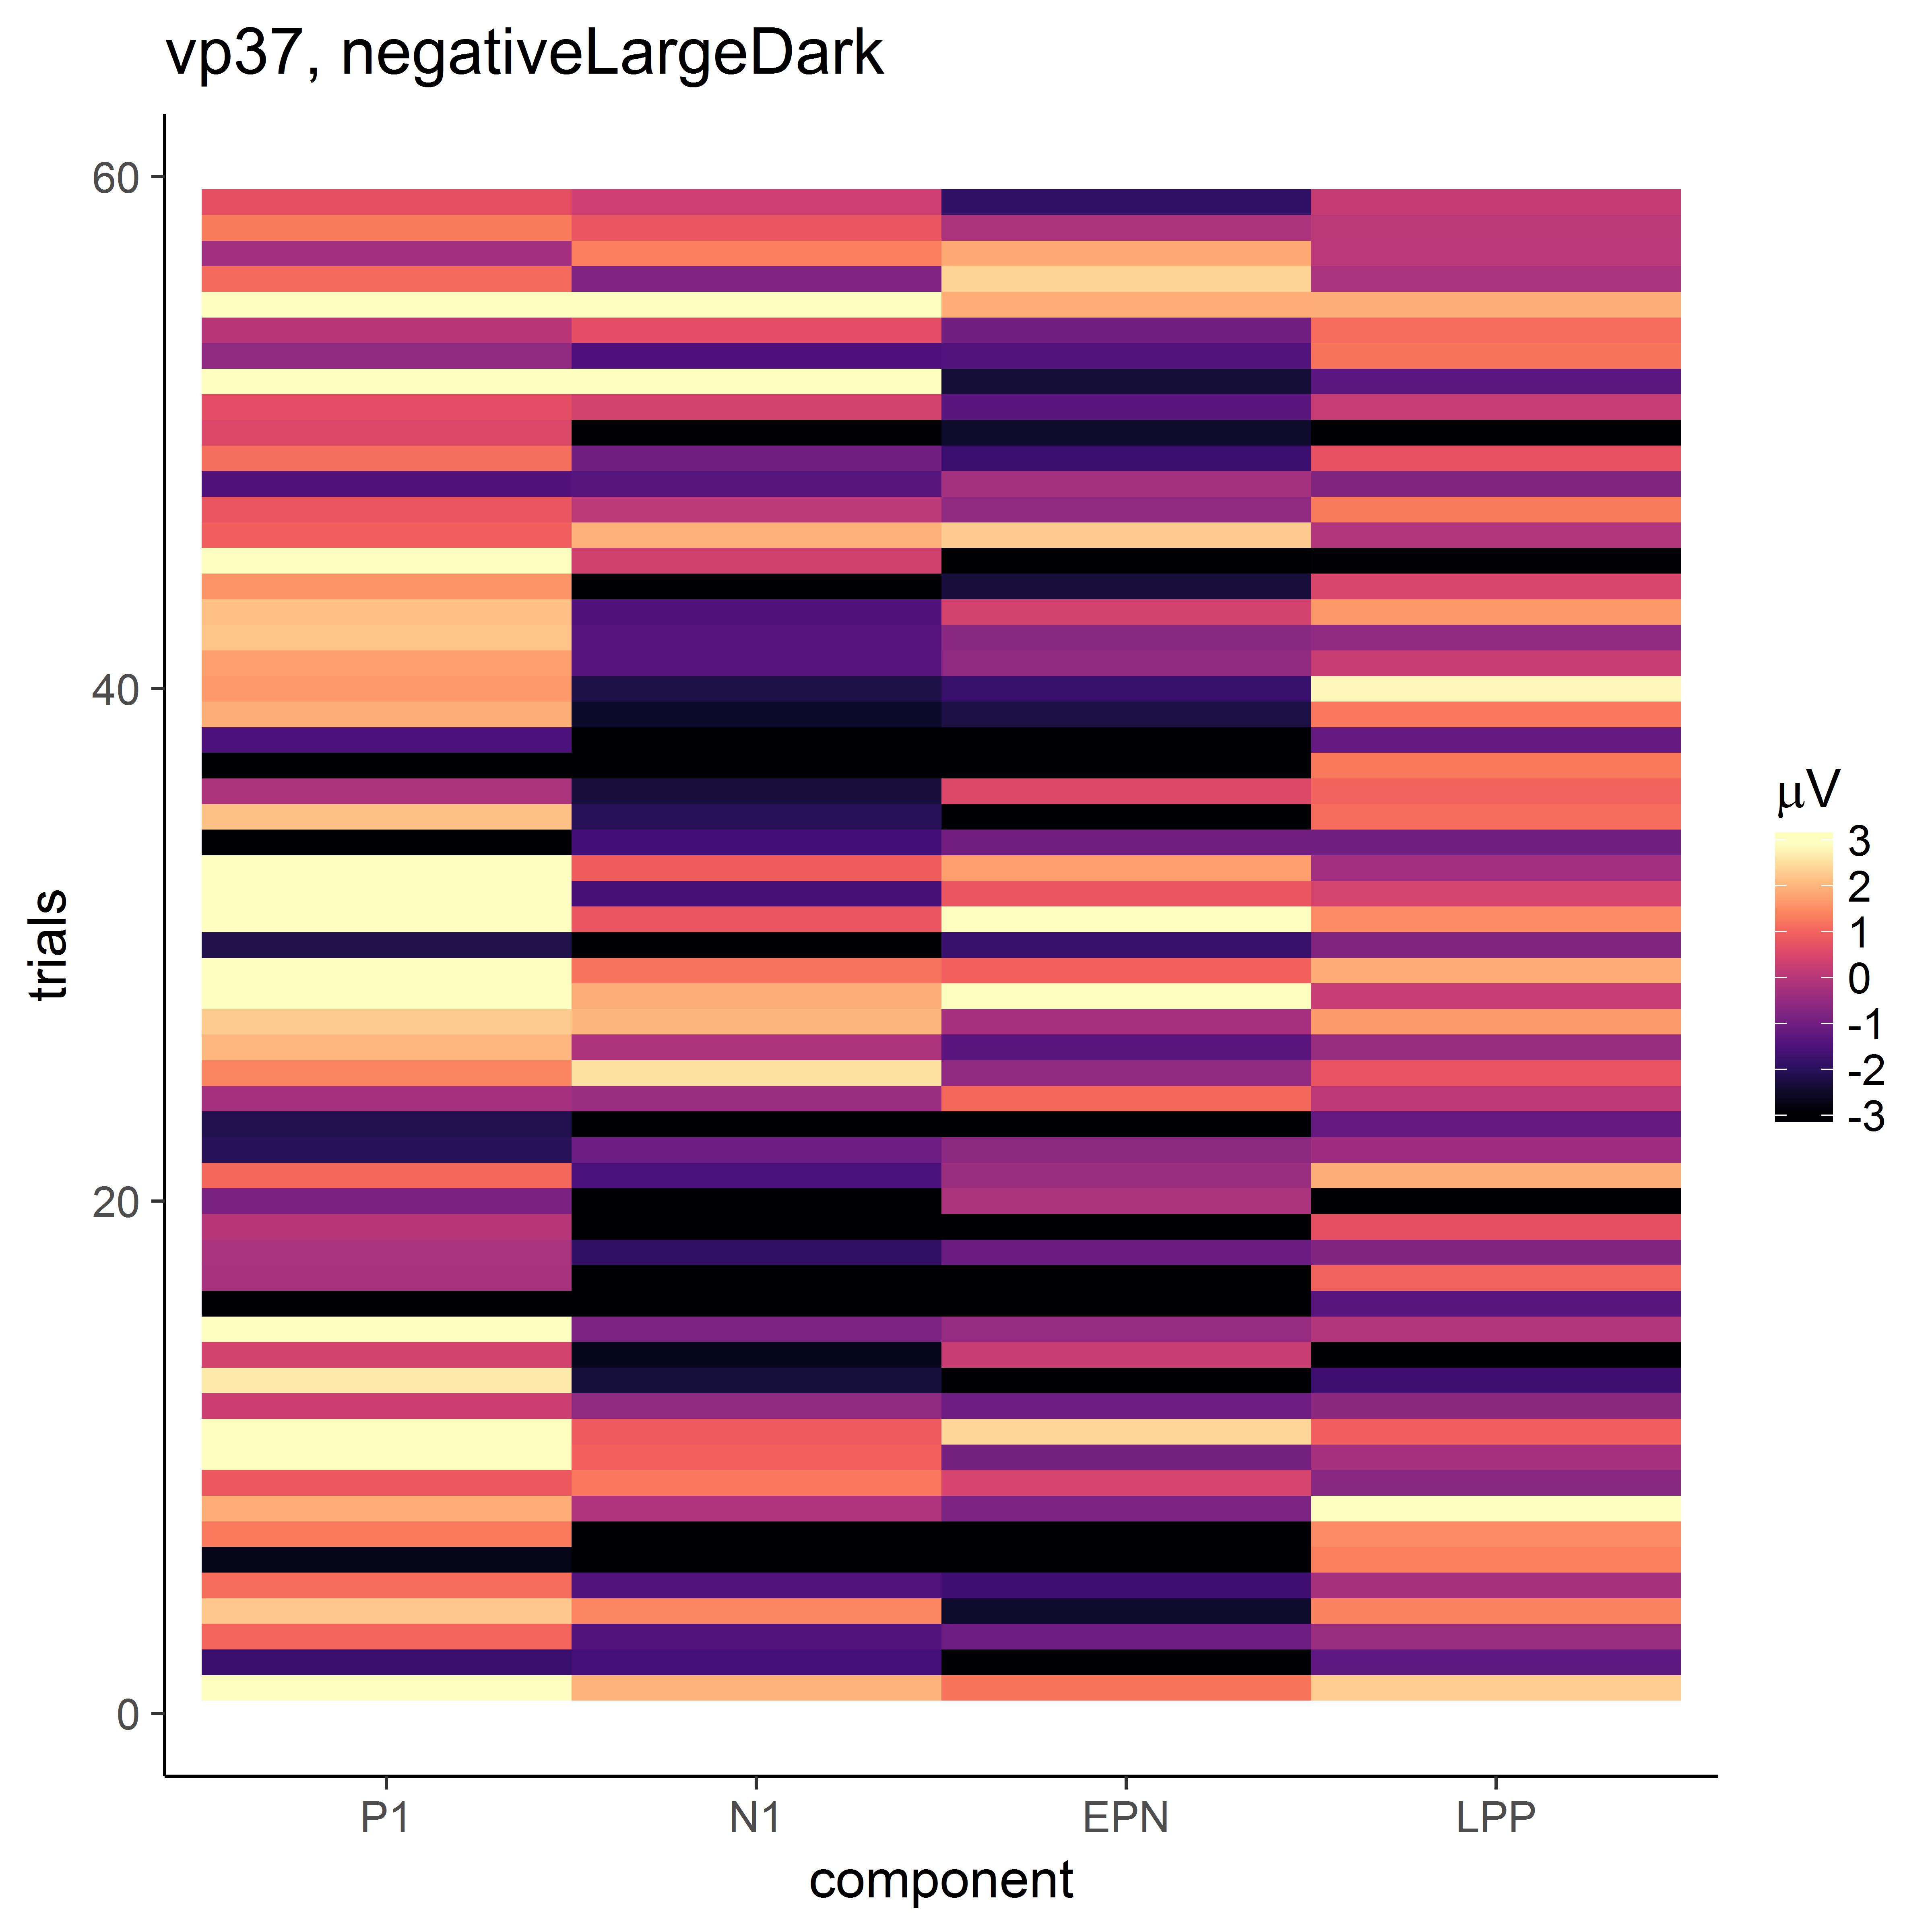 vp37, negativeLargeDark
60
40
20
0
trials
P1 N1 EPN LPP
component
μV
3
2
1
0
-1
-2
-3